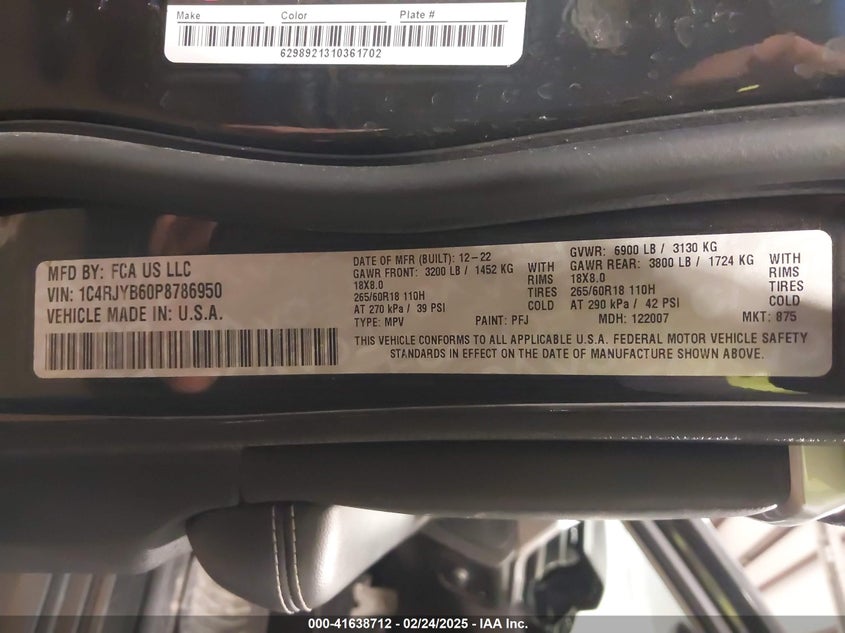 Make Color Plate #
6298921310361702
MFD BY: FCA US LLC
VIN: 1C4RJYB60P8786950
VEHICLE MADE IN: U.S.A.
DATE OF MFR (BUILT): 12-22 GVWR: 6900 LB / 3130 KG
GAWR FRONT: 3200 LB / 1452 KG WITH GAWR REAR: 3800 LB / 1724 KG WITH
18X8.0 RIMS 18X8.0 RIMS
265/60R18 110H TIRES 265/60R18 110H TIRES
AT 270 kPa / 39 PSI COLD AT 290 kPa / 42 PSI COLD
TYPE: MPV PAINT: PFJ MDH: 122007 MKT: 875
THIS VEHICLE CONFORMS TO ALL APPLICABLE U.S.A. FEDERAL MOTOR VEHICLE SAFETY
STANDARDS IN EFFECT ON THE DATE OF MANUFACTURE SHOWN ABOVE.
000-41638712 - 02/24/2025 - IAA Inc.